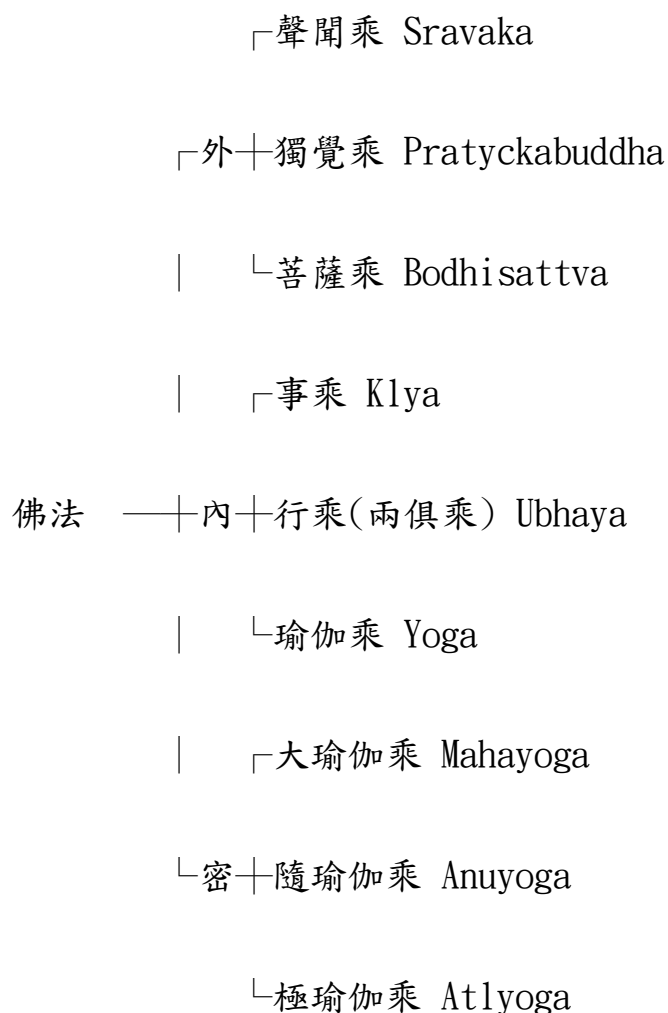 ┌聲聞乘 Sravaka
┌外┼獨覺乘 Pratyckabuddha
│ └菩薩乘 Bodhisattva
│ ┌事乘 Klya
佛法 ──┼內┼行乘(兩俱乘) Ubhaya
│ └瑜伽乘 Yoga
│ ┌大瑜伽乘 Mahayoga
└密┼隨瑜伽乘 Anuyoga
└極瑜伽乘 Atlyoga